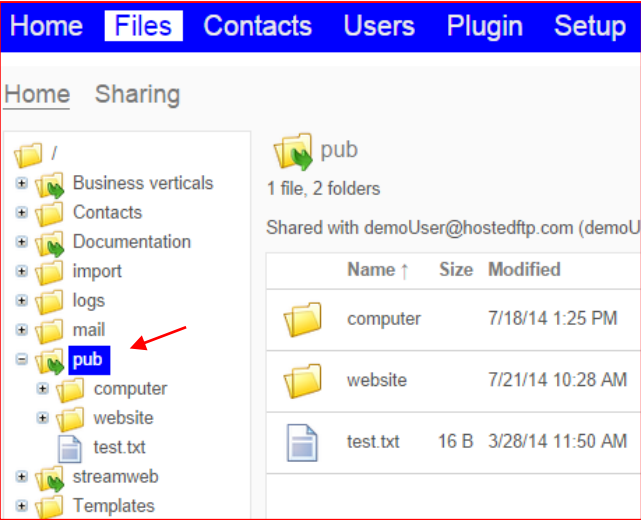 Home Files Contacts Users Plugin Setup
Home Sharing
/
Business verticals
Contacts
Documentation
import
logs
mail
pub
computer
website
test.txt
streamweb
Templates
pub
1 file, 2 folders
Shared with demoUser@hostedftp.com (demoU
Name ↑ Size Modified
computer 7/18/14 1:25 PM
website 7/21/14 10:28 AM
test.txt 16 B 3/28/14 11:50 AM